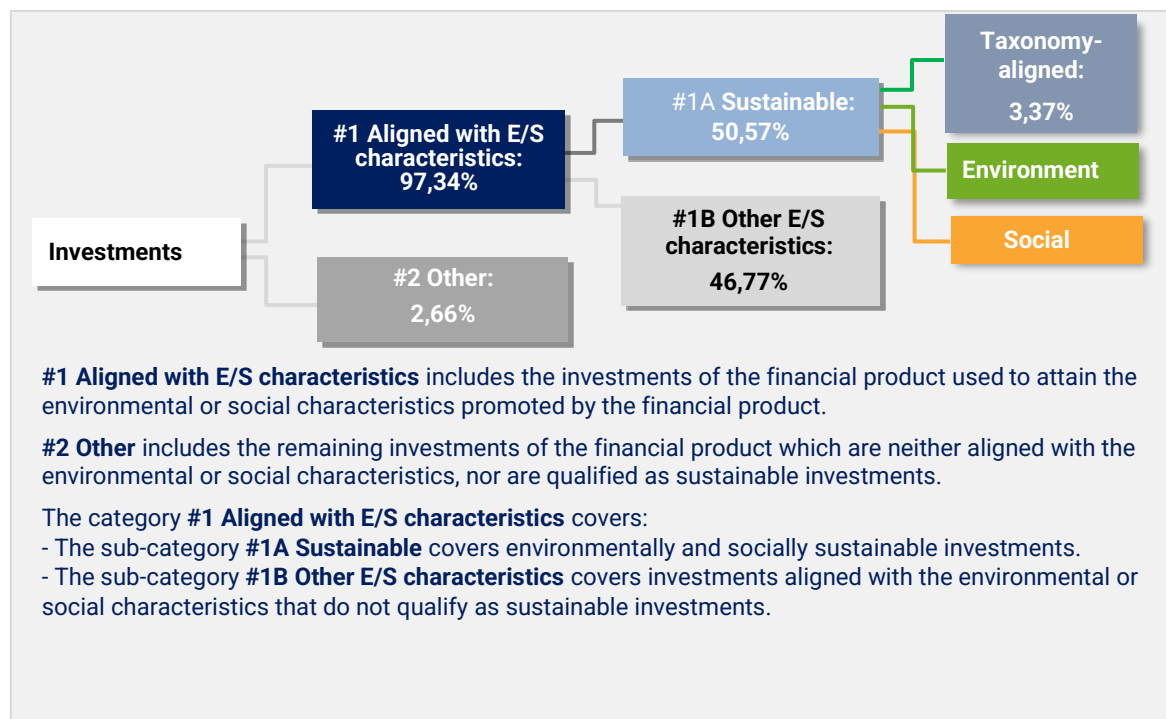 Investments
#1 Aligned with E/S
characteristics:
97,34%
#2 Other:
2,66%
#1A Sustainable:
50,57%
#1B Other E/S
characteristics:
46,77%
Taxonomy-
aligned:
3,37%
Environment
Social
#1 Aligned with E/S characteristics includes the investments of the financial product used to attain the
environmental or social characteristics promoted by the financial product.
#2 Other includes the remaining investments of the financial product which are neither aligned with the
environmental or social characteristics, nor are qualified as sustainable investments.
The category #1 Aligned with E/S characteristics covers:
- The sub-category #1A Sustainable covers environmentally and socially sustainable investments.
- The sub-category #1B Other E/S characteristics covers investments aligned with the environmental or
social characteristics that do not qualify as sustainable investments.